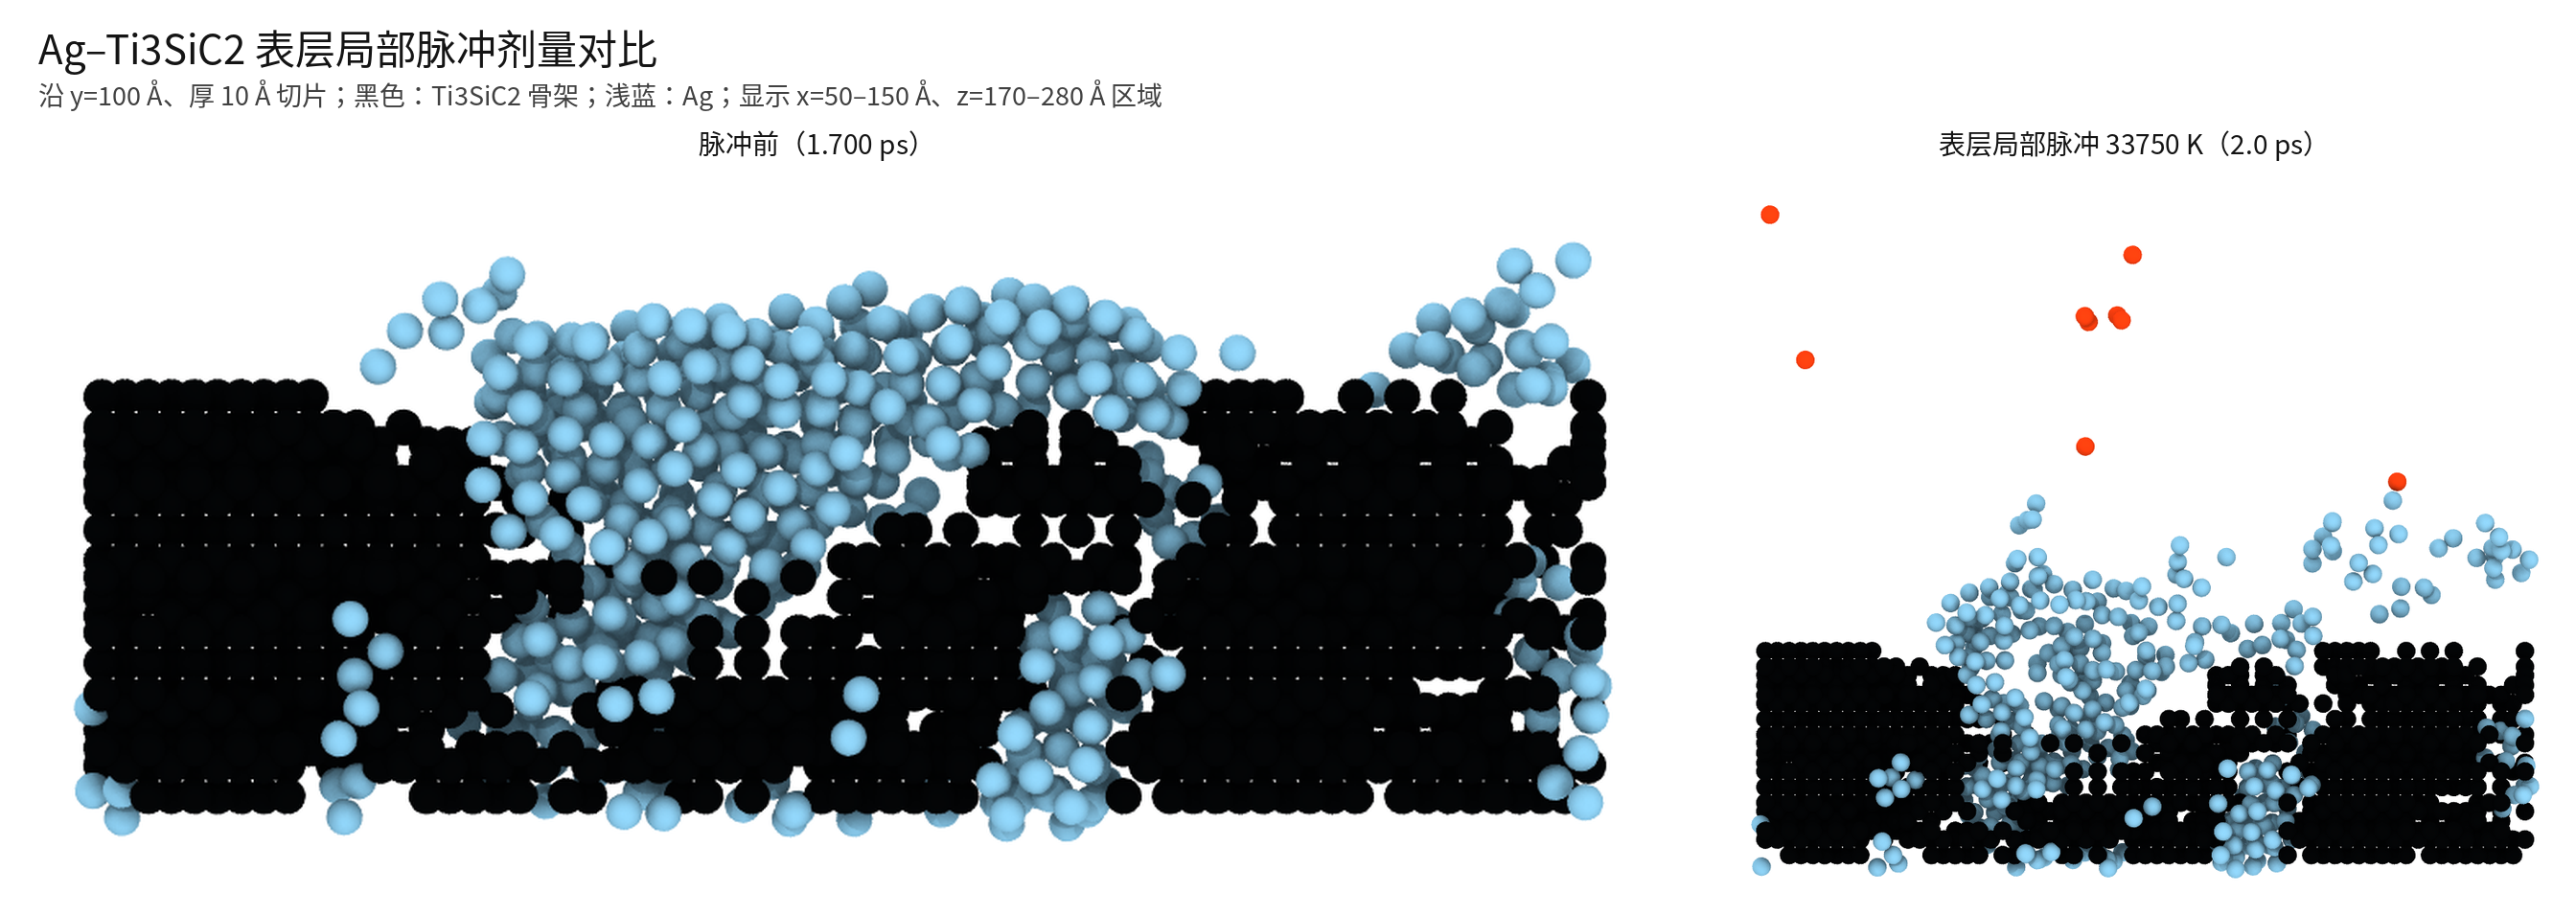 Ag–Ti3SiC2 表层局部脉冲剂量对比
沿 y=100 Å、厚 10 Å 切片；黑色：Ti3SiC2 骨架；浅蓝：Ag；显示 x=50–150 Å、z=170–280 Å 区域
脉冲前（1.700 ps）
表层局部脉冲 33750 K（2.0 ps）